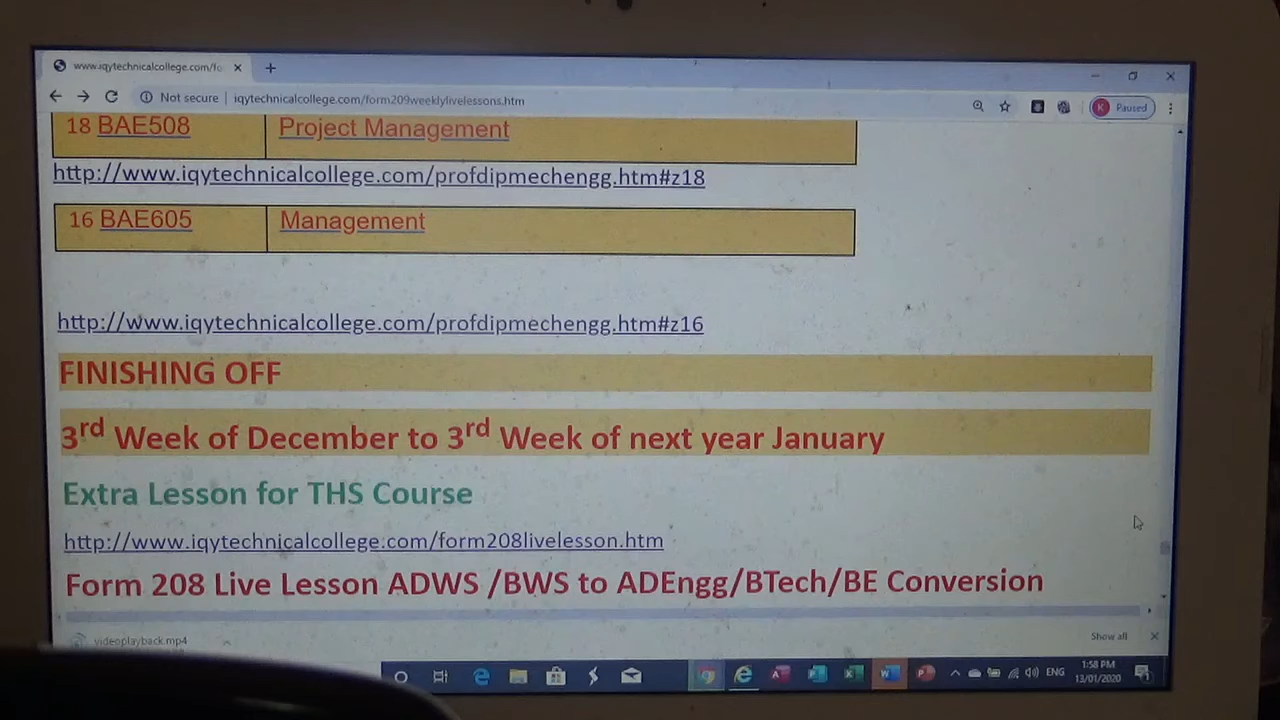 www.iqytechnicalcollege.com/fo
Not secure | iqytechnicalcollege.com/form209weeklylivelessons.htm
K Paused
18 BAE508 Project Management
http://www.iqytechnicalcollege.com/profdipmechengg.htm#z18
16 BAE605 Management
http://www.iqytechnicalcollege.com/profdipmechengg.htm#z16
FINISHING OFF
3rd Week of December to 3rd Week of next year January
Extra Lesson for THS Course
http://www.iqytechnicalcollege.com/form208livelesson.htm
Form 208 Live Lesson ADWS /BWS to ADEngg/BTech/BE Conversion
videoplayback.mp4
Show all
ENG
1:58 PM
13/01/2020